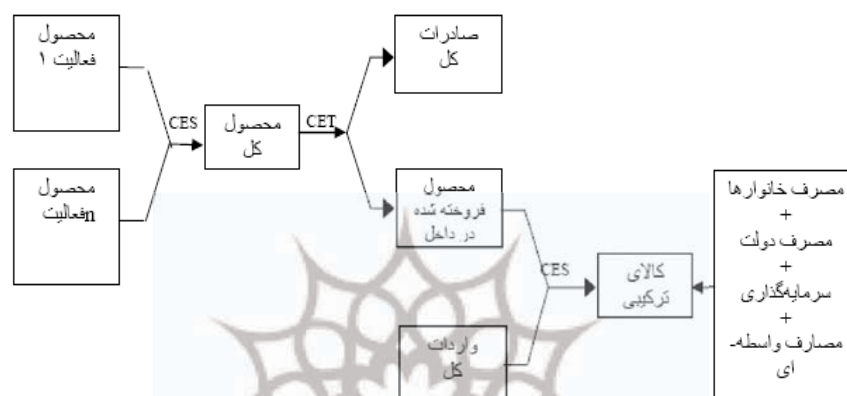 محصول
فعالیت ۱
محصول
nفعالیت
CES
محصول
کل
CET
صادرات
کل
محصول
فروخته شده
در داخل
واردات
کل
CES
کالای
ترکیبی
مصرف خانوارها
+
مصرف دولت
+
سرمایه‌گذاری
+
مصارف واسطه-
ای